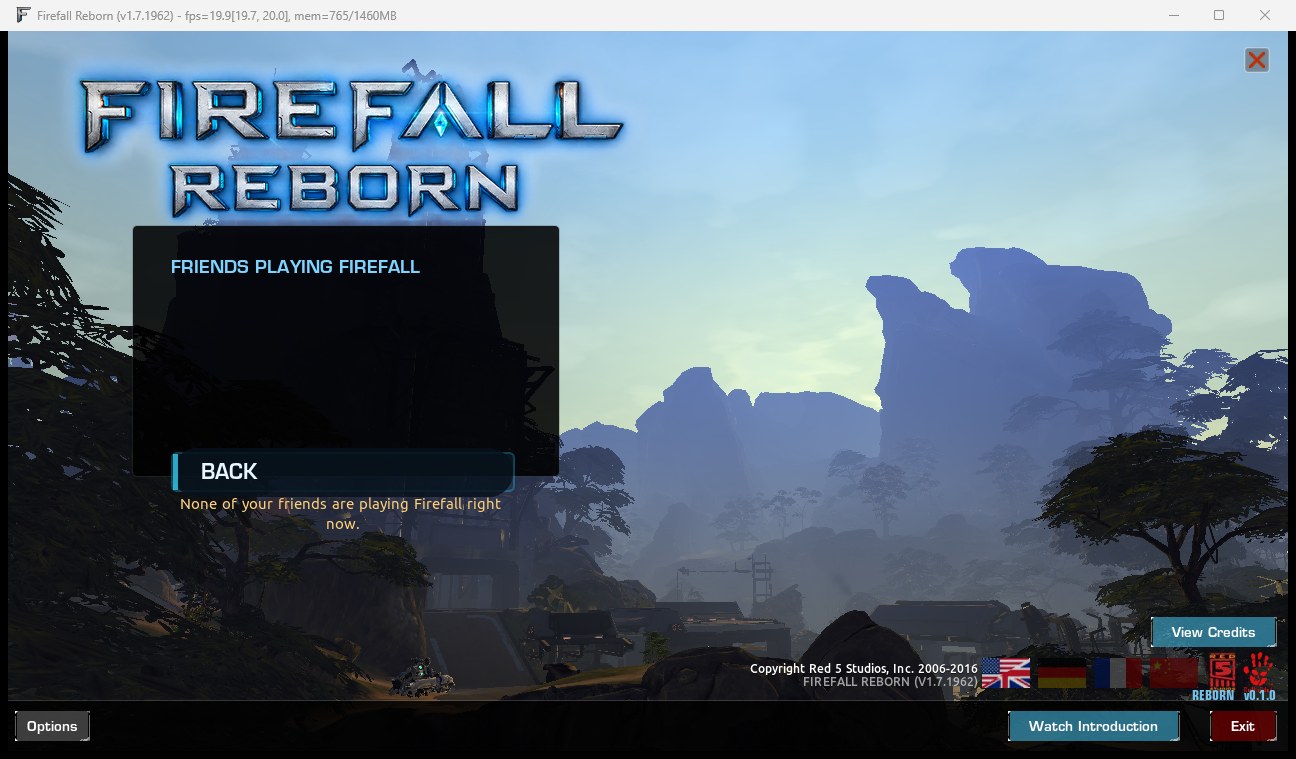 Firefall Reborn (v1.7.1962) - fps=19.9[19.7, 20.0], mem=765/1460MB
FIREFALL
REBORN
FRIENDS PLAYING FIREFALL
BACK
None of your friends are playing Firefall right
now.
View Credits
Copyright Red 5 Studios, Inc. 2006-2016
FIREFALL REBORN (V1.7.1962)
RED
5
REBORN v0.1.0
Options
Watch Introduction
Exit